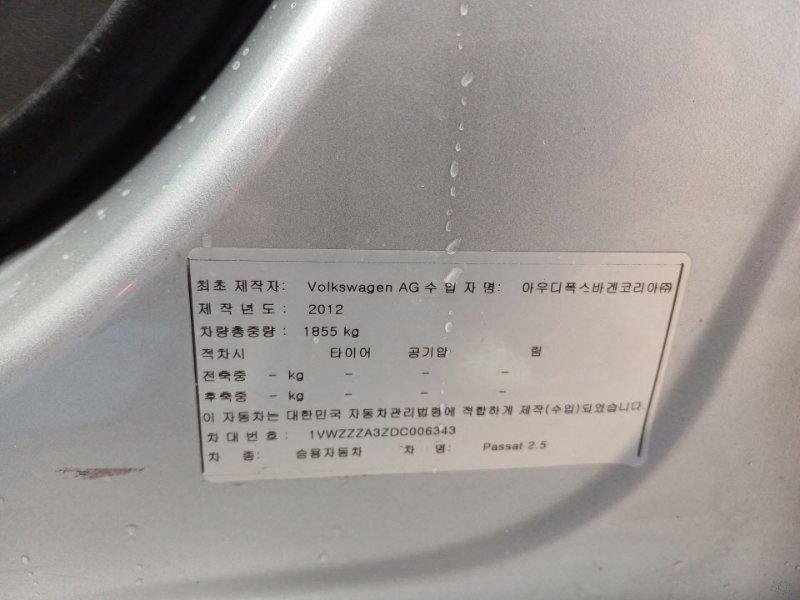 최초 제작자: Volkswagen AG 수 입 자 명: 아우디폭스바겐코리아㈜
제 작 년 도 : 2012
차량총중량 : 1855 kg
적차시 타이어 공기압 림
전축중 - kg - - -
후축중 - kg - - -
이 자동차는 대한민국 자동차관리법령에 적합하게 제작(수입)되었습니다.
차 대 번 호 : 1VWZZZA3ZDC006343
차 종: 승용자동차 차 명: Passat 2.5